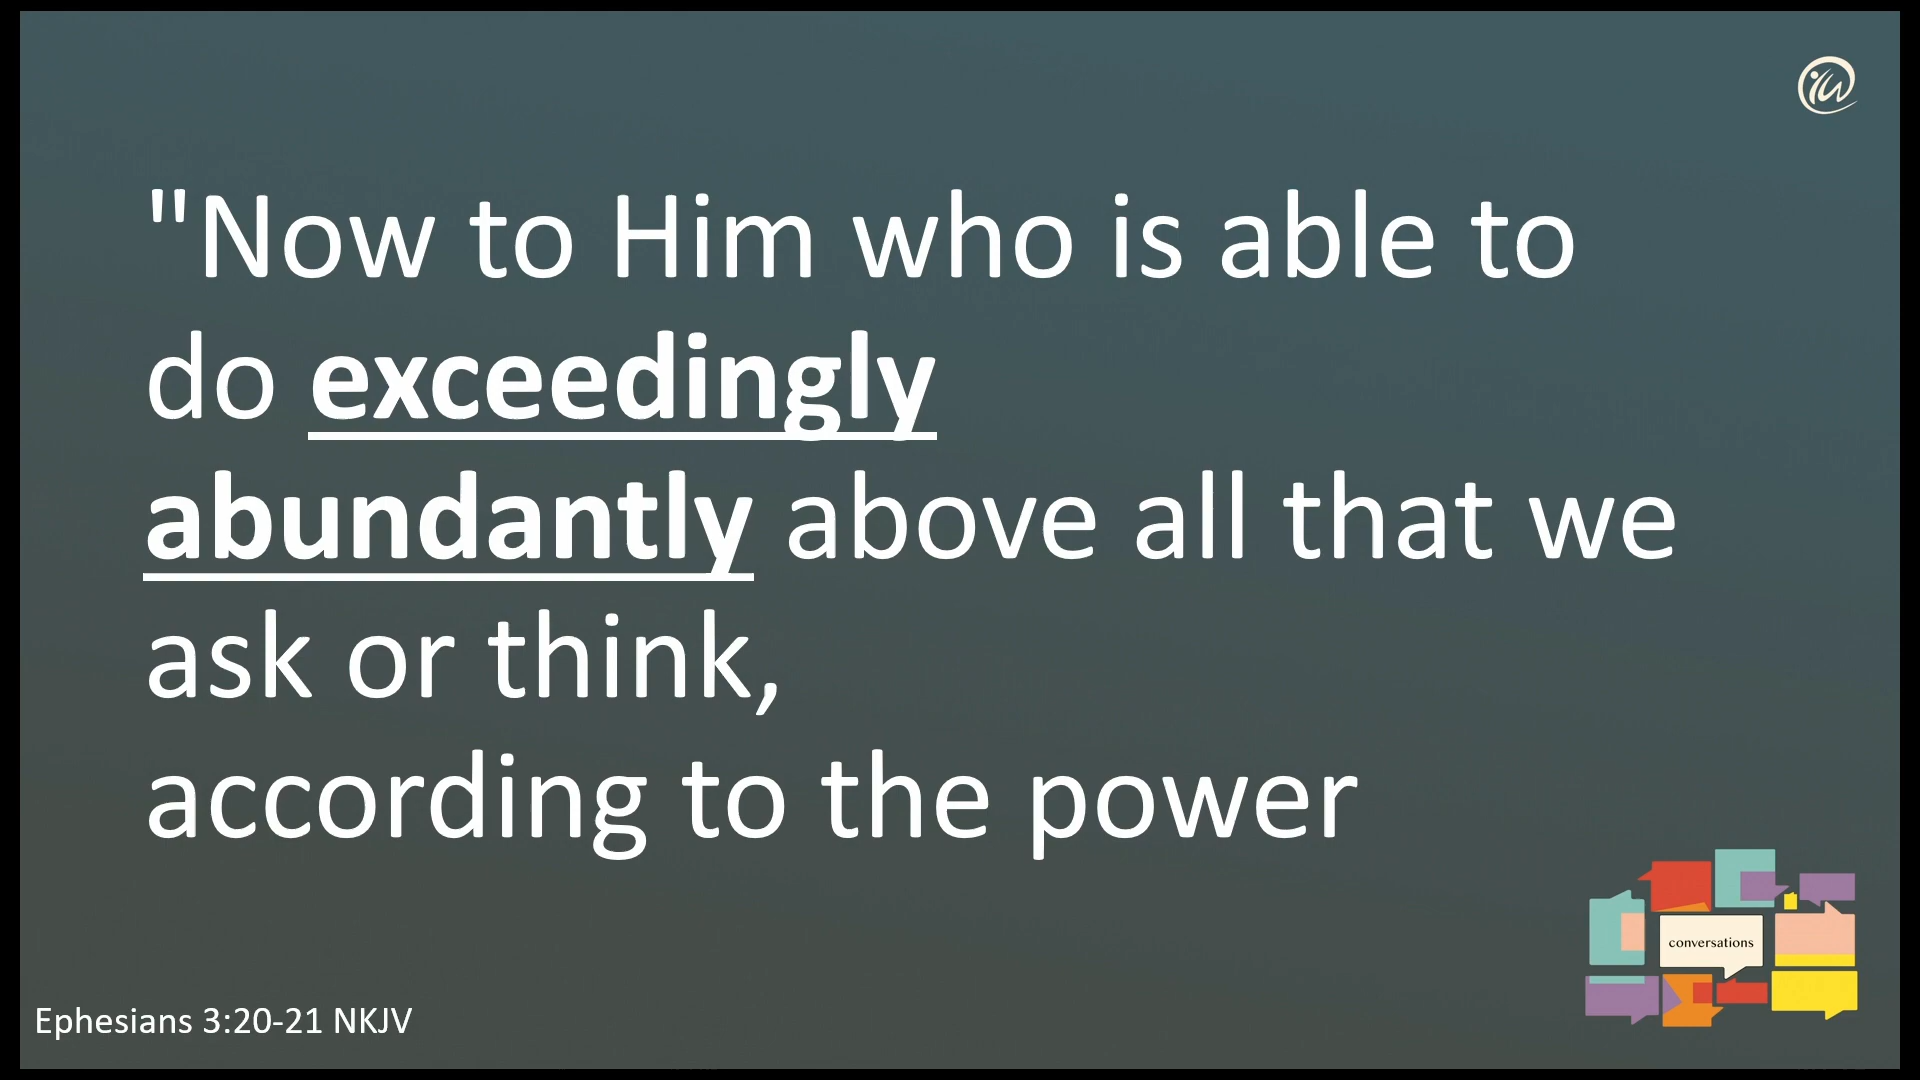 "Now to Him who is able to
do exceedingly
abundantly above all that we
ask or think,
according to the power
conversations
Ephesians 3:20-21 NKJV